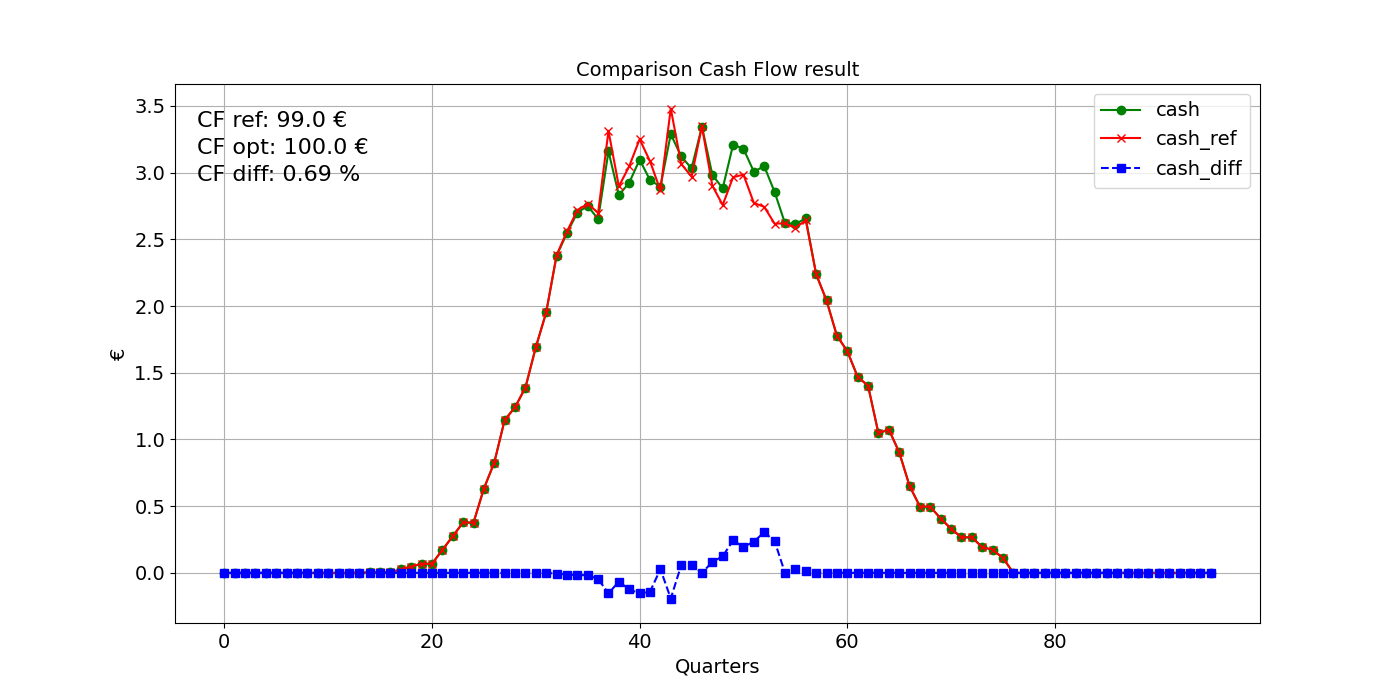 Comparison Cash Flow result
CF ref: 99.0 €
CF opt: 100.0 €
CF diff: 0.69 %
cash
cash_ref
cash_diff
3.5
3.0
2.5
2.0
1.5
1.0
0.5
0.0
€
0 20 40 60 80
Quarters